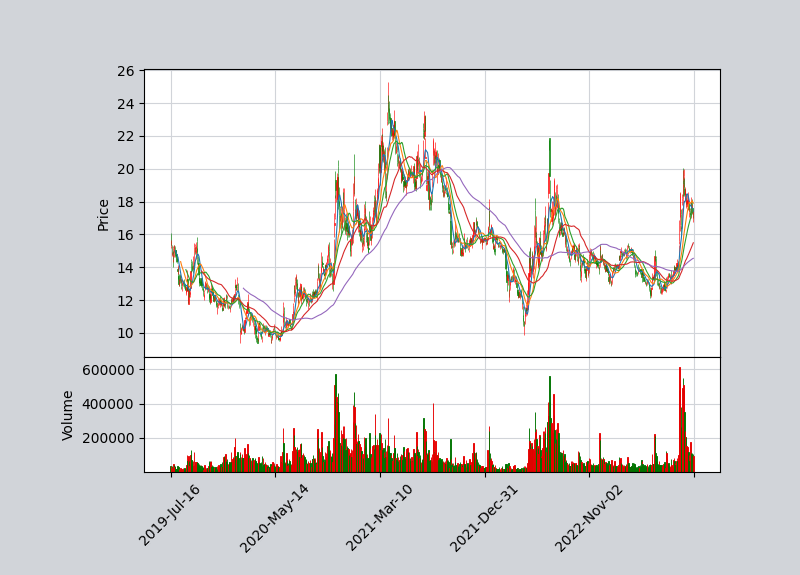 Price
26
24
22
20
18
16
14
12
10
Volume
600000
400000
200000
2019-Jul-16
2020-May-14
2021-Mar-10
2021-Dec-31
2022-Nov-02